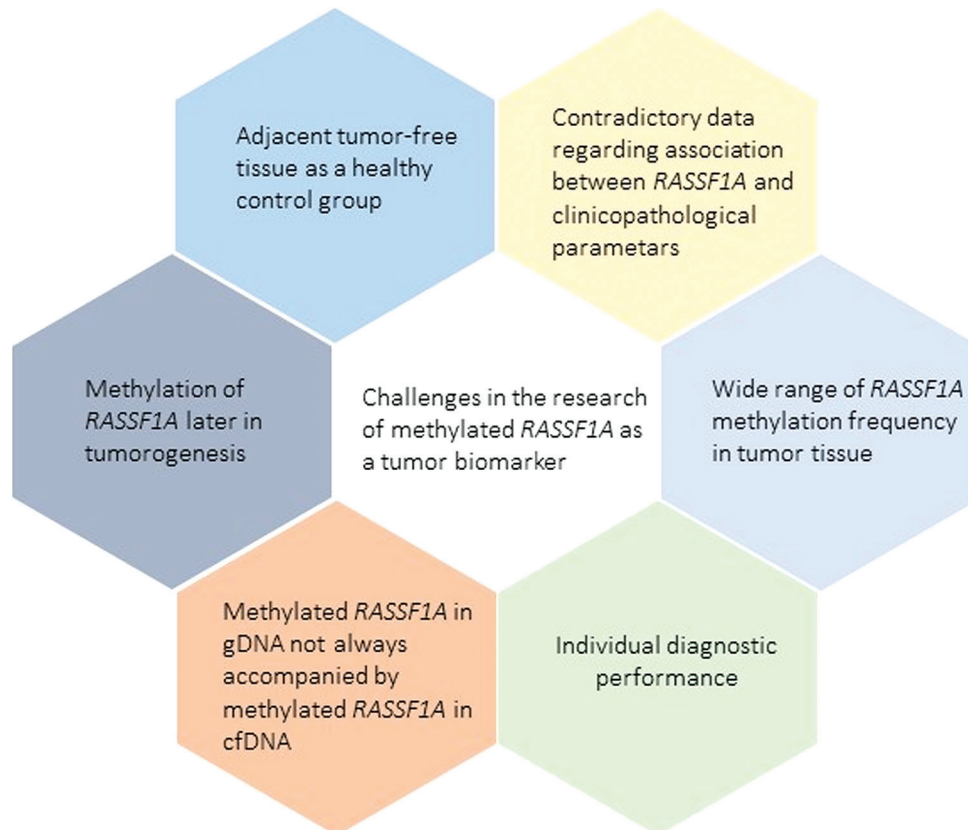 Adjacent tumor-free
tissue as a healthy
control group
Contradictory data
regarding association
between RASSF1A and
clinicopathological
parametars
Methylation of
RASSF1A later in
tumorogenesis
Challenges in the research
of methylated RASSF1A as
a tumor biomarker
Wide range of RASSF1A
methylation frequency
in tumor tissue
Methylated RASSF1A in
gDNA not always
accompanied by
methylated RASSF1A in
cfDNA
Individual diagnostic
performance